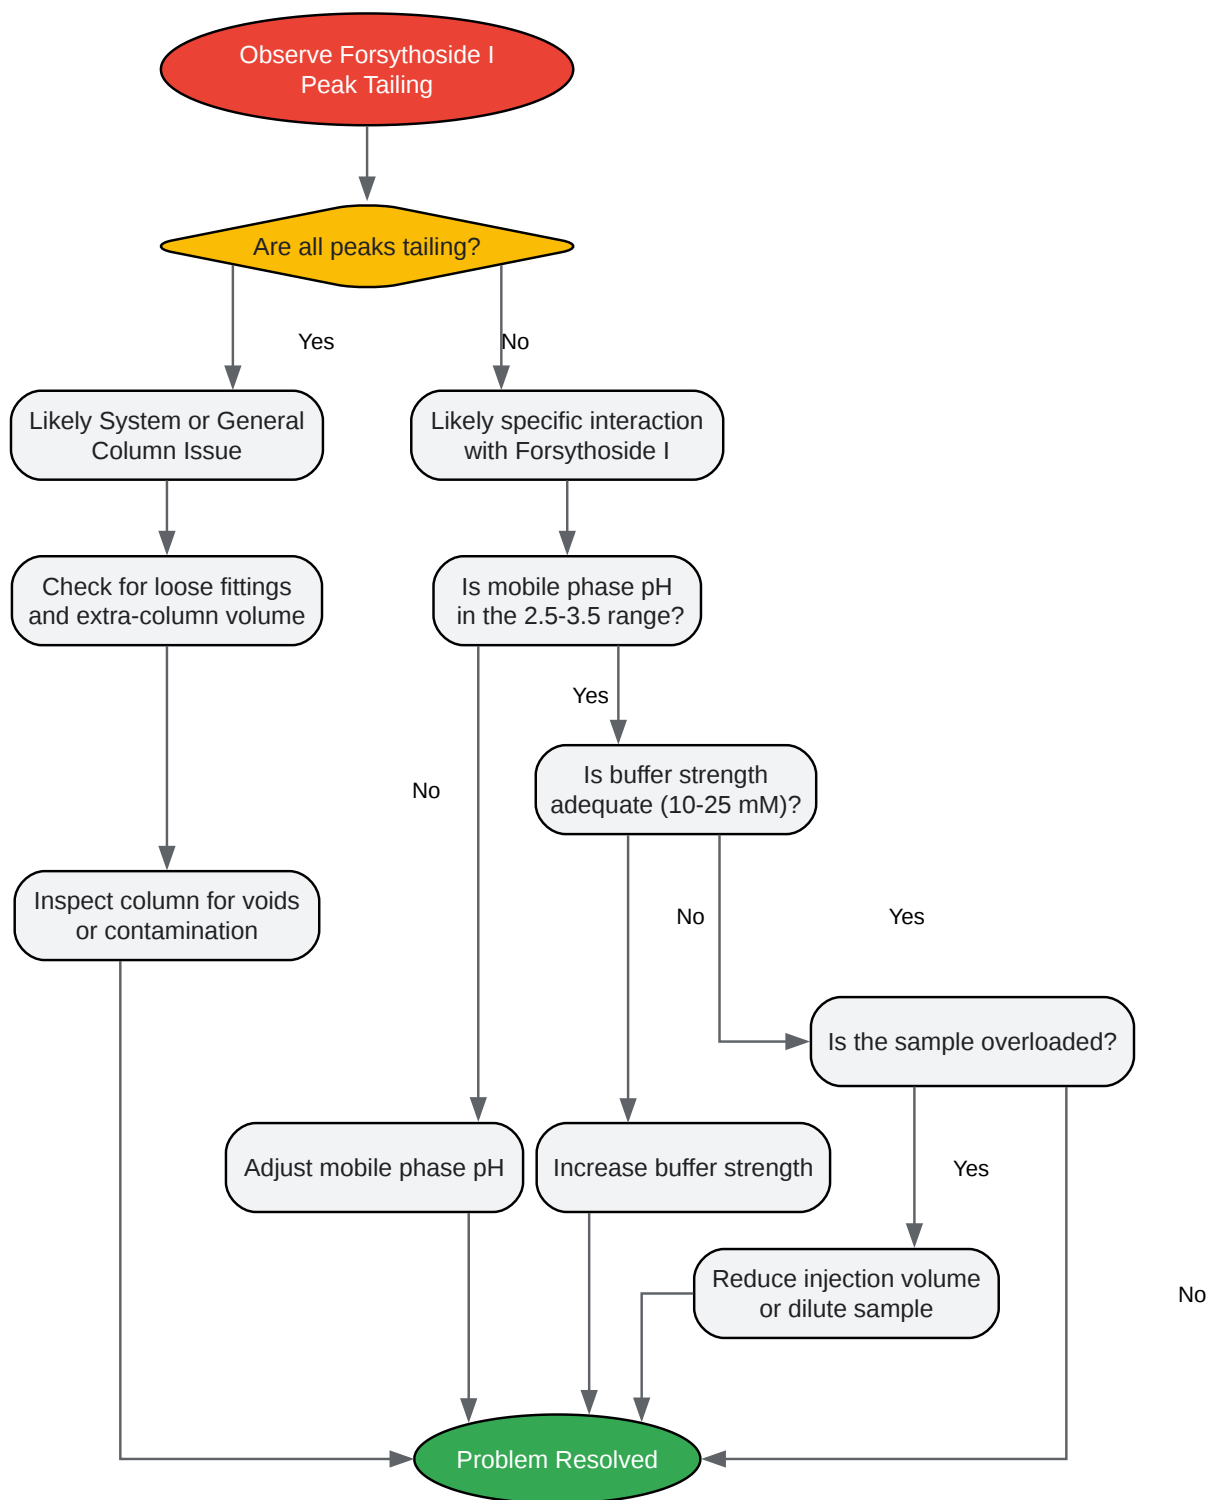 Observe Forsythoside I
Peak Tailing
Are all peaks tailing?
Yes
No
Likely System or General
Column Issue
Likely specific interaction
with Forsythoside I
Check for loose fittings
and extra-column volume
Is mobile phase pH
in the 2.5-3.5 range?
Yes
No
Is buffer strength
adequate (10-25 mM)?
Inspect column for voids
or contamination
No
Yes
Is the sample overloaded?
Adjust mobile phase pH
Increase buffer strength
Yes
Reduce injection volume
or dilute sample
No
Problem Resolved